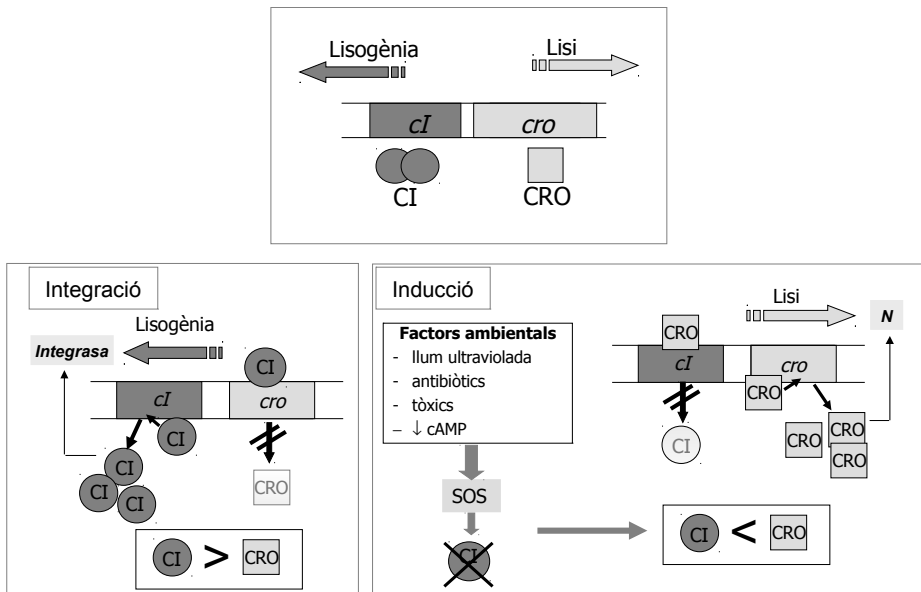 Lisogènia
Lisi
cI
cro
CI
CRO
Integració
Lisogènia
Integrasa
CI
cI
cro
CI
CI
CI
CI
CRO
CI > CRO
Inducció
Factors ambientals
- llum ultraviolada
- antibiòtics
- tòxics
– ↓ cAMP
SOS
CI
Lisi
N
CRO
cI
cro
CRO
CI
CRO
CRO
CRO
CI < CRO